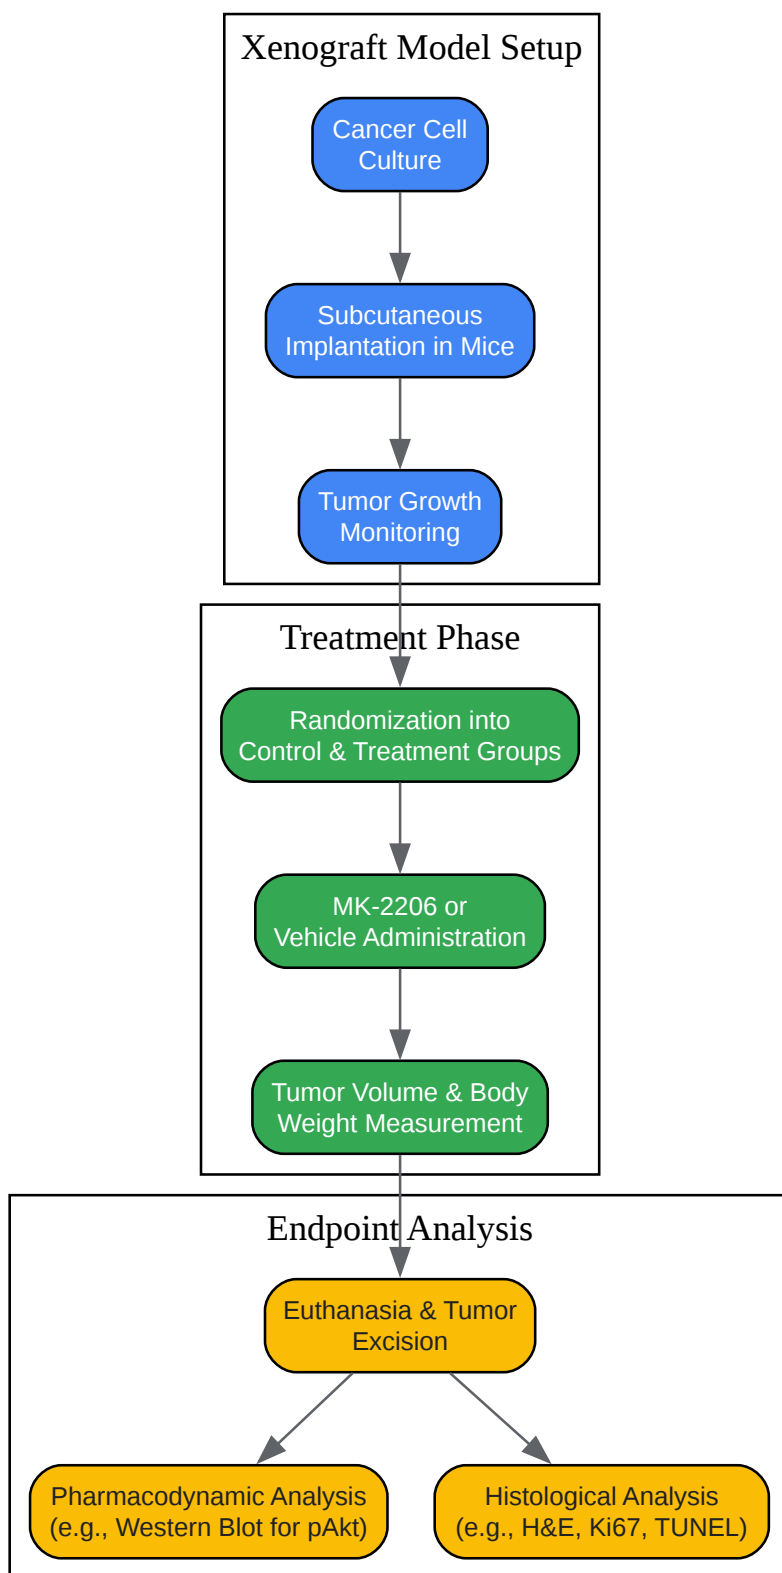 Xenograft Model Setup
Cancer Cell
Culture
Subcutaneous
Implantation in Mice
Tumor Growth
Monitoring
Treatment Phase
Randomization into
Control & Treatment Groups
MK-2206 or
Vehicle Administration
Tumor Volume & Body
Weight Measurement
Endpoint Analysis
Euthanasia & Tumor
Excision
Pharmacodynamic Analysis
(e.g., Western Blot for pAkt)
Histological Analysis
(e.g., H&E, Ki67, TUNEL)